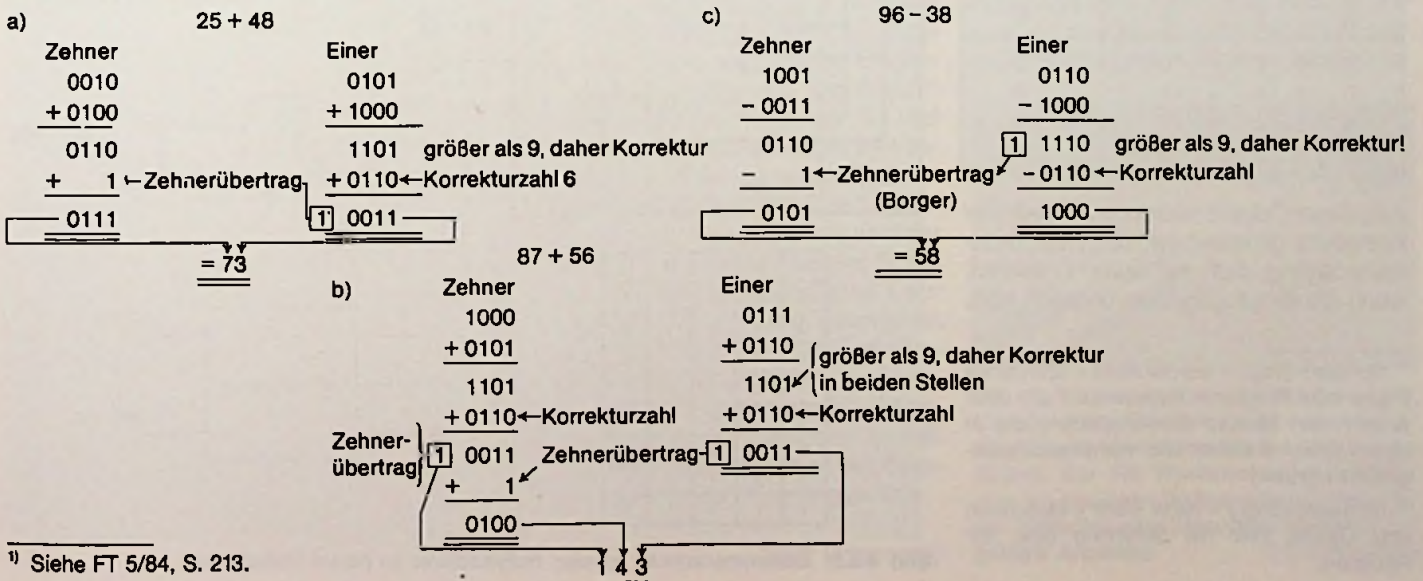 a) 25 + 48
Zehner Einer
0010 0101
+ 0100 + 1000
0110 1101 größer als 9, daher Korrektur
+ 1 ←Zehnerübertrag + 0110←Korrekturzahl 6
0111 1 0011
= 73
c) 96 – 38
Zehner Einer
1001 0110
– 0011 – 1000
0110 1 1110 größer als 9, daher Korrektur!
– 1←Zehnerübertrag – 0110←Korrekturzahl
(Borger)
0101 1000
= 58
b) 87 + 56
Zehner Einer
1000 0111
+ 0101 + 0110 größer als 9, daher Korrektur
1101 1101 in beiden Stellen
+ 0110←Korrekturzahl + 0110←Korrekturzahl
Zehner-
übertrag 1 0011 Zehnerübertrag 1 0011
+ 1
0100
1 4 3
1) Siehe FT 5/84, S. 213.